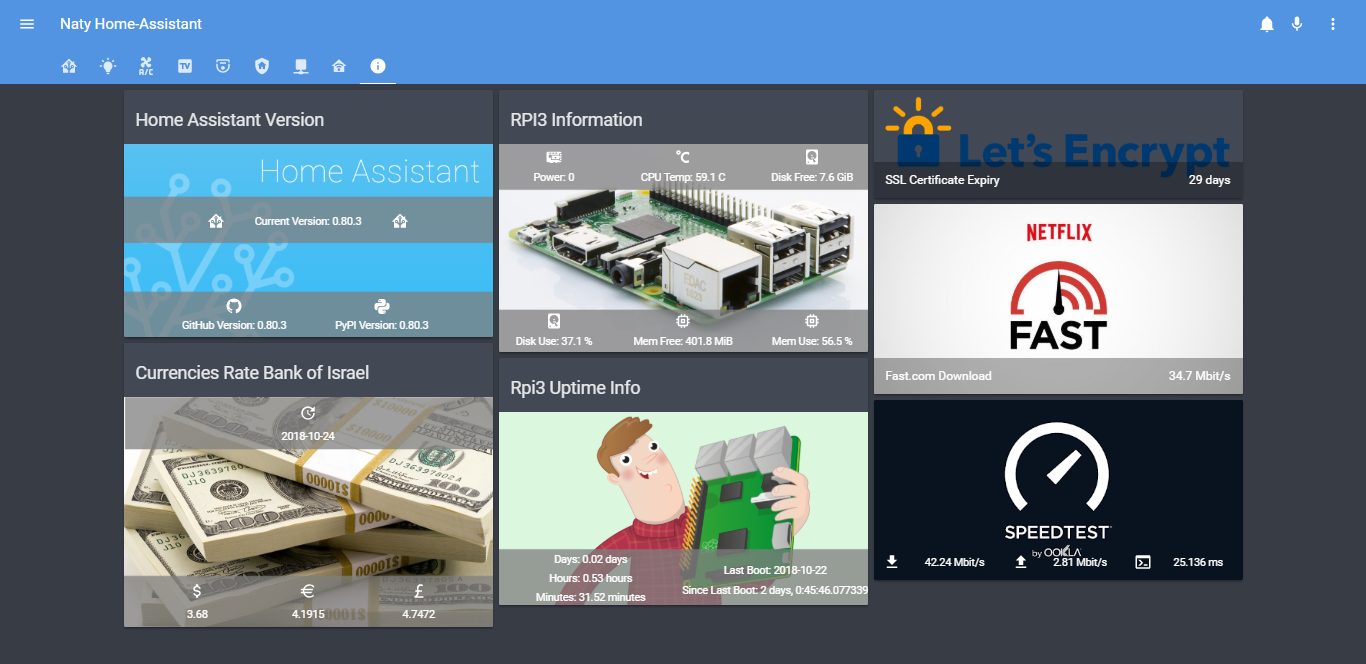 Naty Home-Assistant
A/C
TV
Home Assistant Version
Home Assistant
Current Version: 0.80.3
GitHub Version: 0.80.3
PyPI Version: 0.80.3
Currencies Rate Bank of Israel
2018-10-24
$10000
$10000
DJ36397802A
J10
$10000
3.68
4.1915
4.7472
RPI3 Information
°C
Power: 0
CPU Temp: 59.1 C
Disk Free: 7.6 GiB
EDAC
Disk Use: 37.1 %
Mem Free: 401.8 MiB
Mem Use: 56.5 %
Rpi3 Uptime Info
Days: 0.02 days
Hours: 0.53 hours
Minutes: 31.52 minutes
Last Boot: 2018-10-22
Since Last Boot: 2 days, 0:45:46.077339
Let's Encrypt
SSL Certificate Expiry
29 days
NETFLIX
FAST
Fast.com Download
34.7 Mbit/s
SPEEDTEST
by OOKLA
42.24 Mbit/s
2.81 Mbit/s
25.136 ms